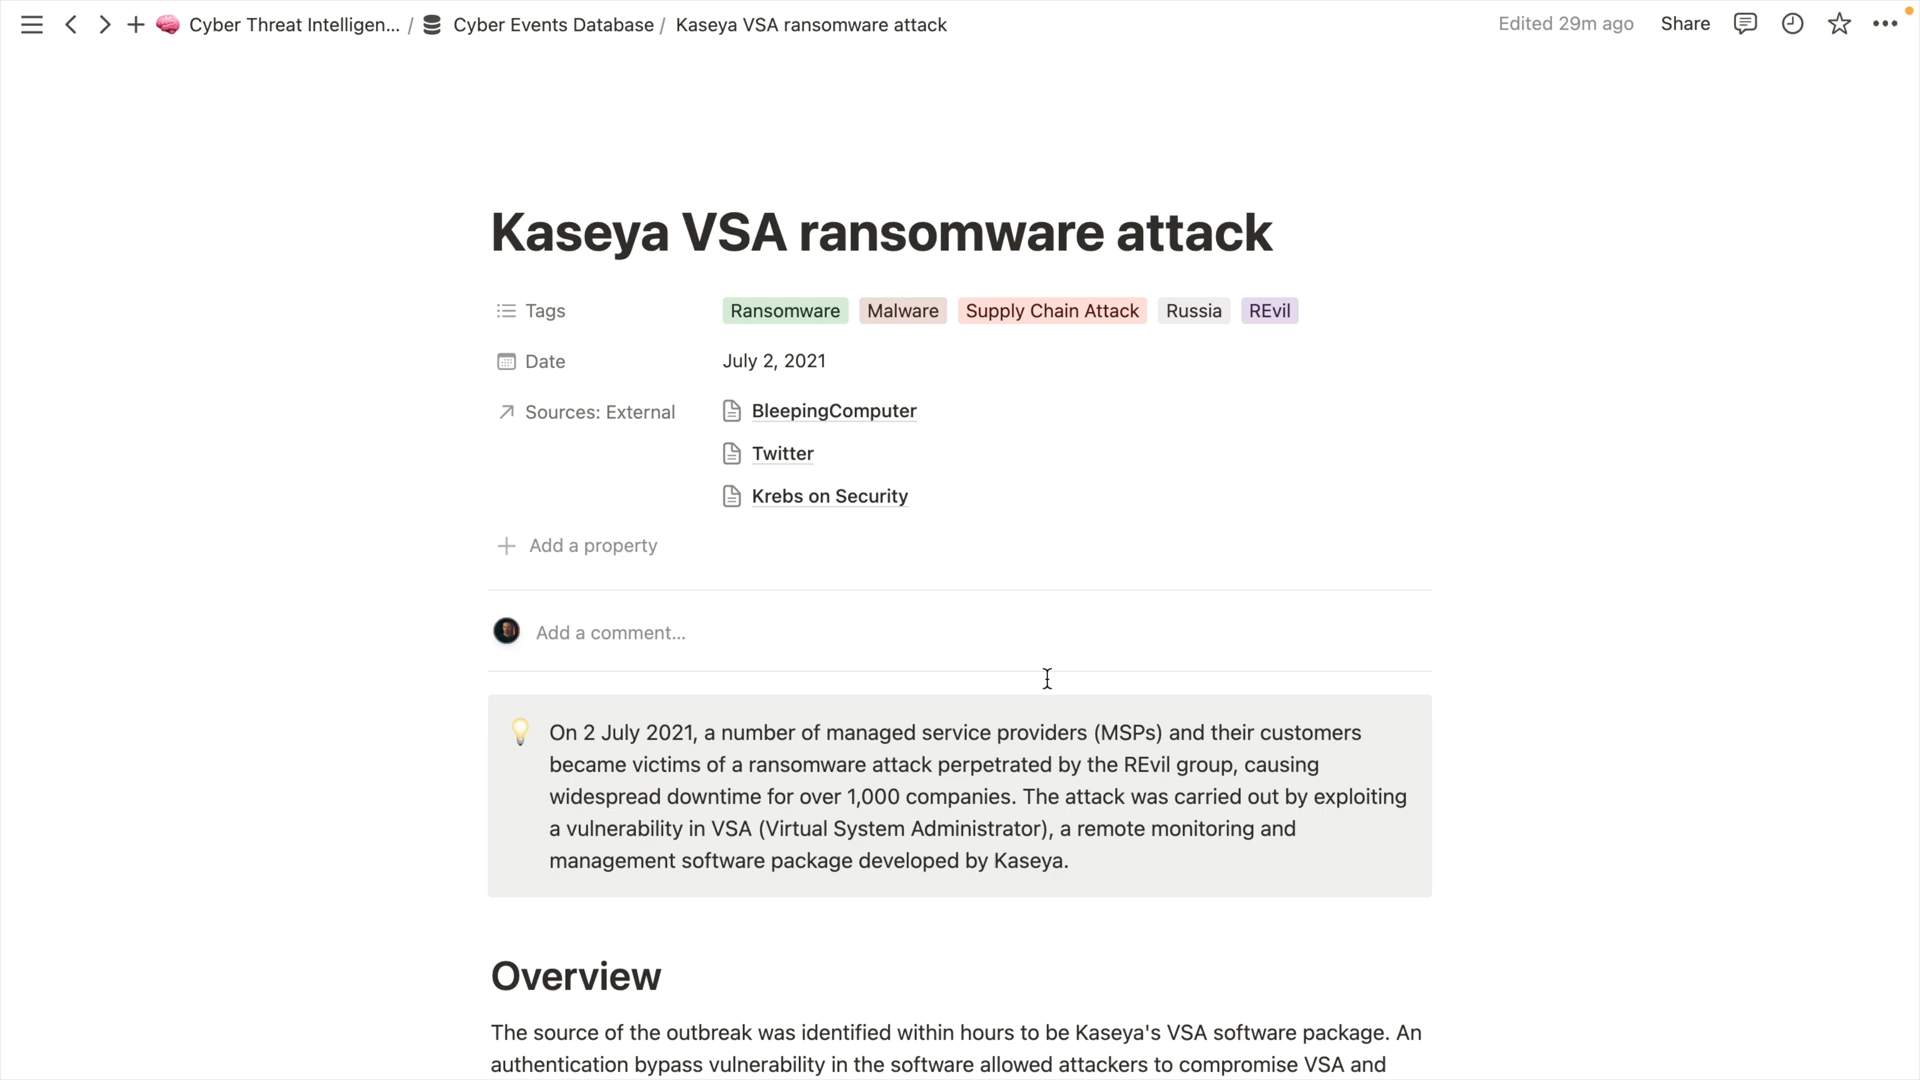 Cyber Threat Intelligen... / Cyber Events Database / Kaseya VSA ransomware attack
Edited 29m ago Share
Kaseya VSA ransomware attack
Tags Ransomware Malware Supply Chain Attack Russia REvil
Date July 2, 2021
Sources: External BleepingComputer
Twitter
Krebs on Security
Add a property
Add a comment...
On 2 July 2021, a number of managed service providers (MSPs) and their customers
became victims of a ransomware attack perpetrated by the REvil group, causing
widespread downtime for over 1,000 companies. The attack was carried out by exploiting
a vulnerability in VSA (Virtual System Administrator), a remote monitoring and
management software package developed by Kaseya.
Overview
The source of the outbreak was identified within hours to be Kaseya's VSA software package. An
authentication bypass vulnerability in the software allowed attackers to compromise VSA and